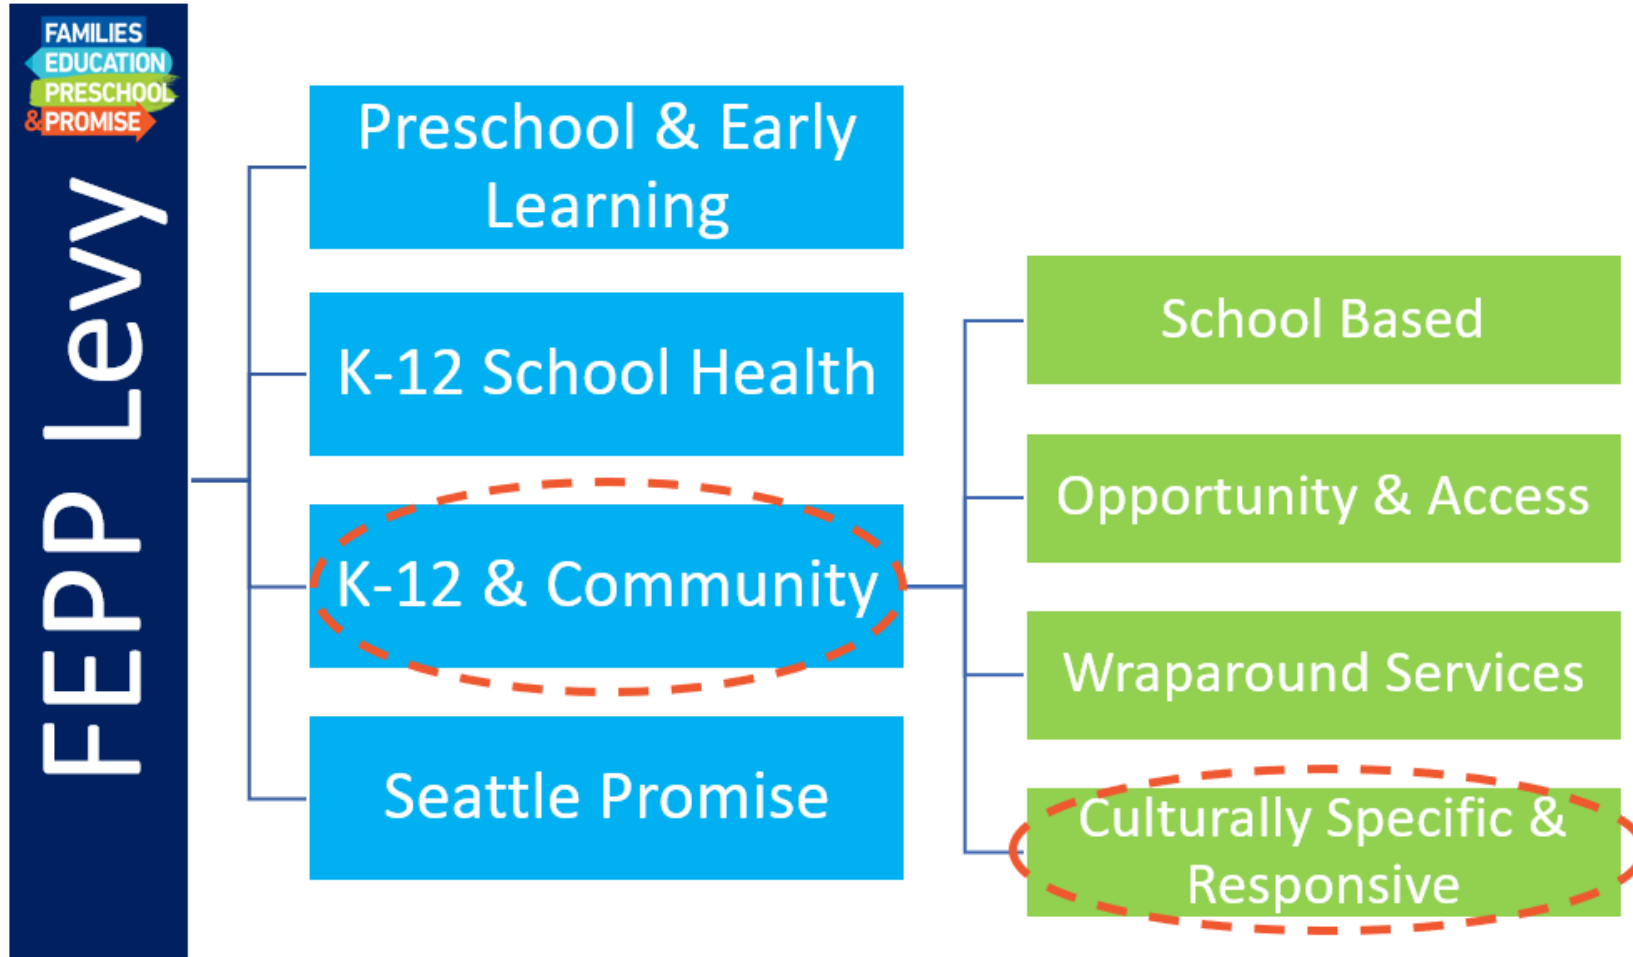 FAMILIES
EDUCATION
PRESCHOOL
& PROMISE
FEPP Levy
Preschool & Early
Learning
K-12 School Health
K-12 & Community
Seattle Promise
School Based
Opportunity & Access
Wraparound Services
Culturally Specific &
Responsive